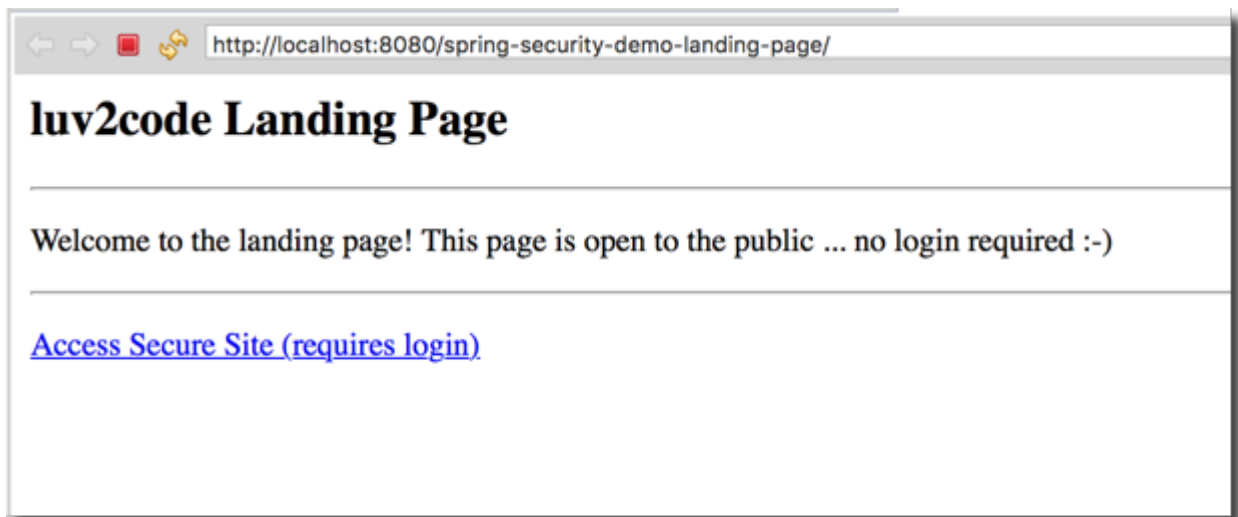 http://localhost:8080/spring-security-demo-landing-page/
luv2code Landing Page
Welcome to the landing page! This page is open to the public ... no login required :-)
Access Secure Site (requires login)